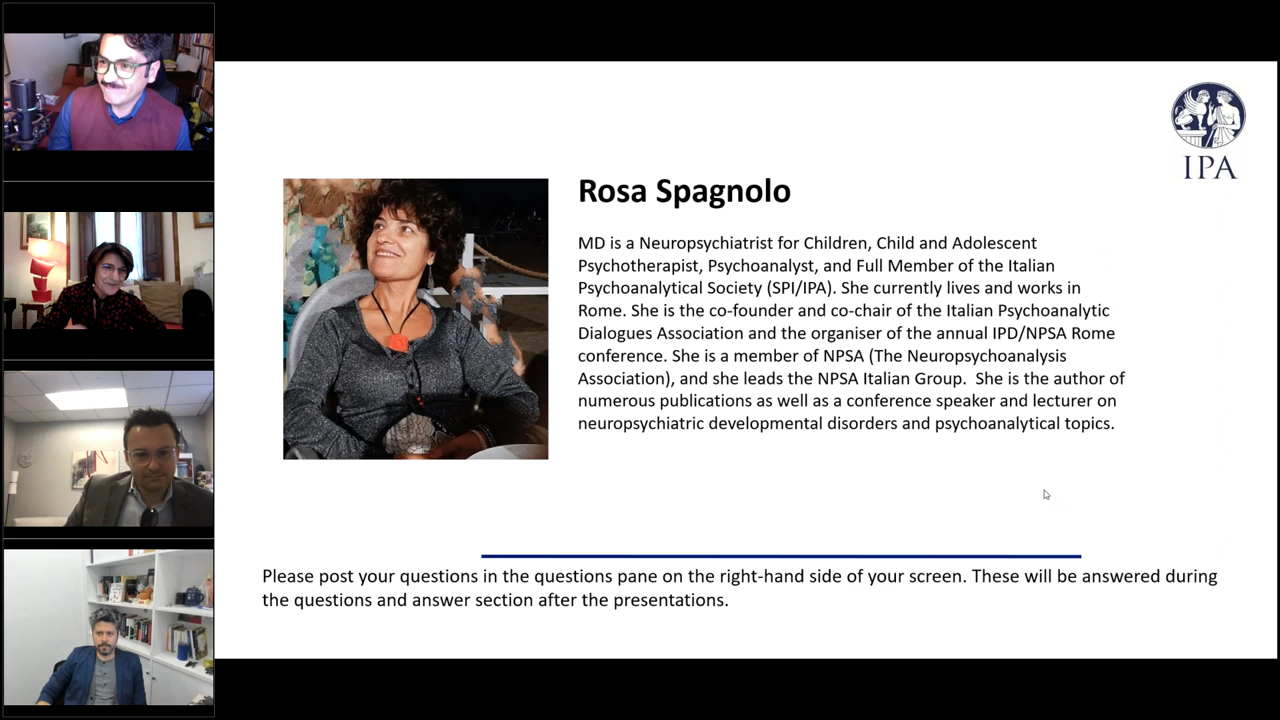 IPA
Rosa Spagnolo
MD is a Neuropsychiatrist for Children, Child and Adolescent
Psychotherapist, Psychoanalyst, and Full Member of the Italian
Psychoanalytical Society (SPI/IPA). She currently lives and works in
Rome. She is the co-founder and co-chair of the Italian Psychoanalytic
Dialogues Association and the organiser of the annual IPD/NPSA Rome
conference. She is a member of NPSA (The Neuropsychoanalysis
Association), and she leads the NPSA Italian Group.  She is the author of
numerous publications as well as a conference speaker and lecturer on
neuropsychiatric developmental disorders and psychoanalytical topics.
Please post your questions in the questions pane on the right-hand side of your screen. These will be answered during
the questions and answer section after the presentations.